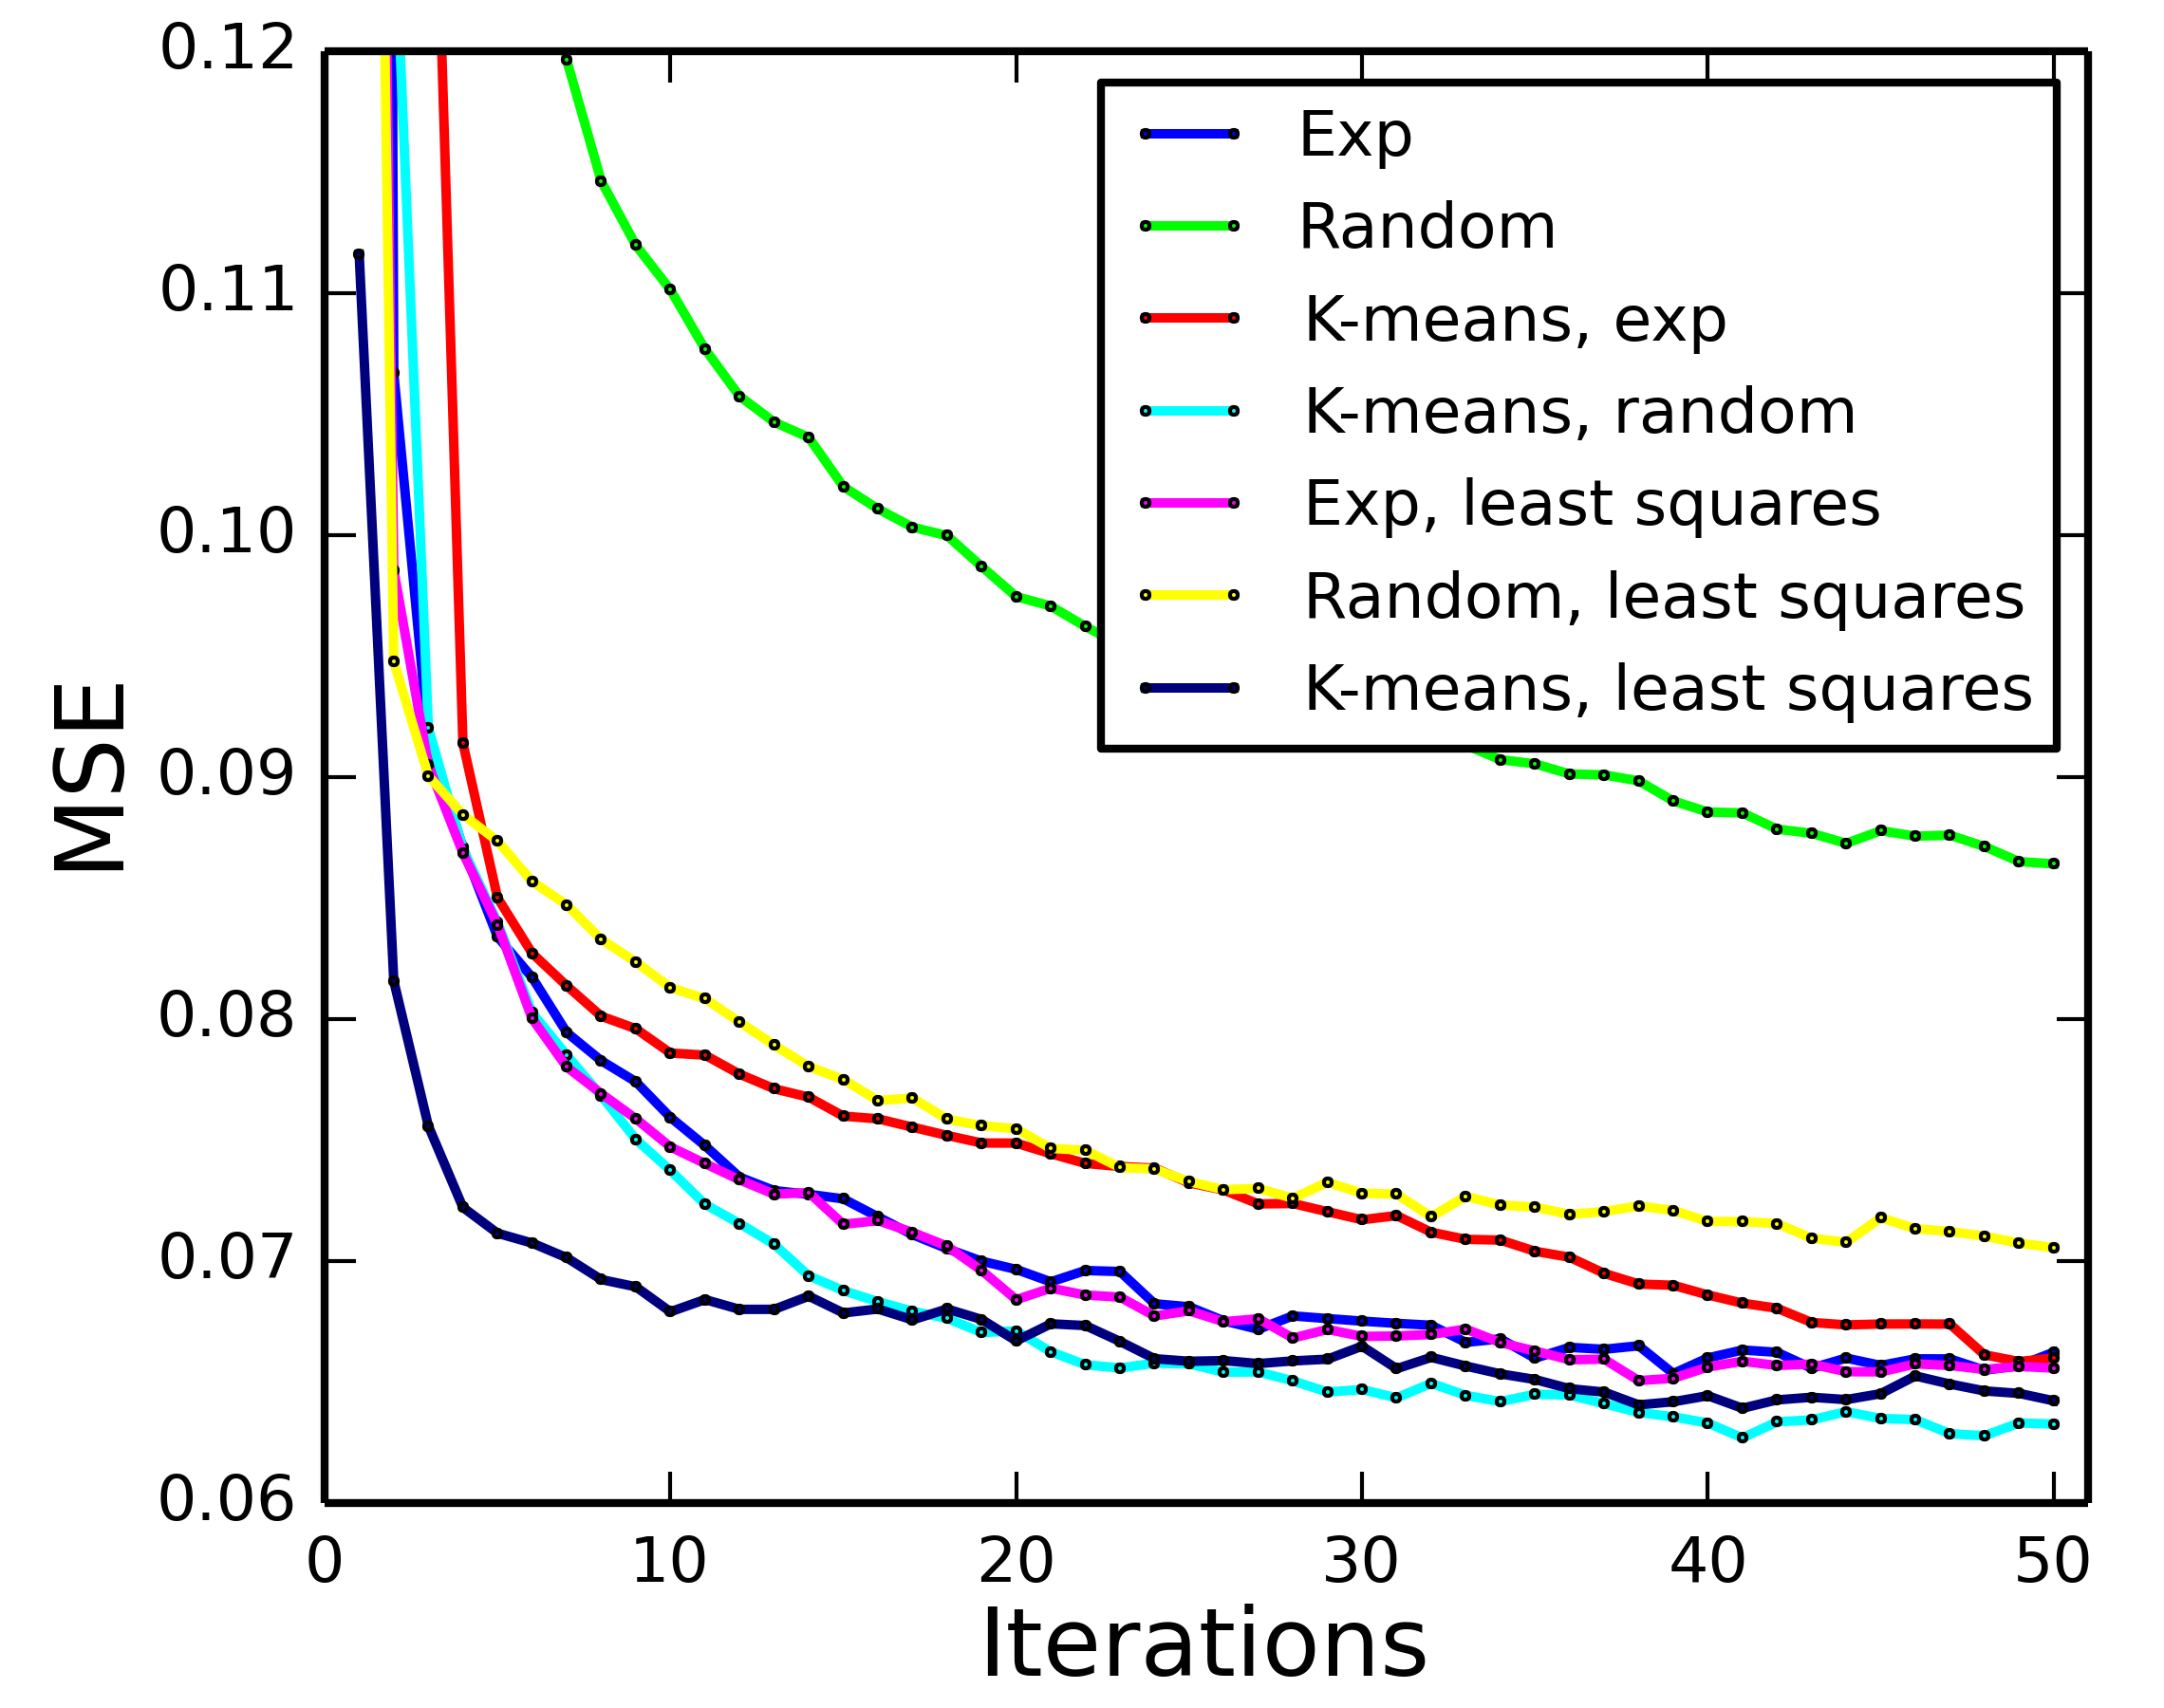 0.12
0.11
0.10
0.09
0.08
0.07
0.06
MSE
0 10 20 30 40 50
Iterations
Exp
Random
K-means, exp
K-means, random
Exp, least squares
Random, least squares
K-means, least squares